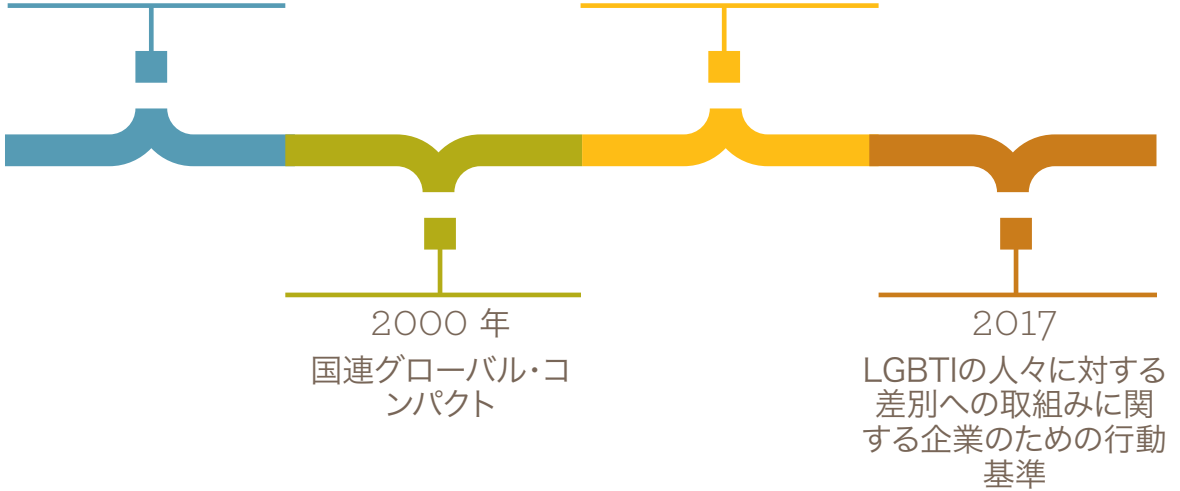 2000 年
国連グローバル・コ
ンパクト
2017
LGBTIの人々に対する
差別への取組みに関
する企業のための行動
基準